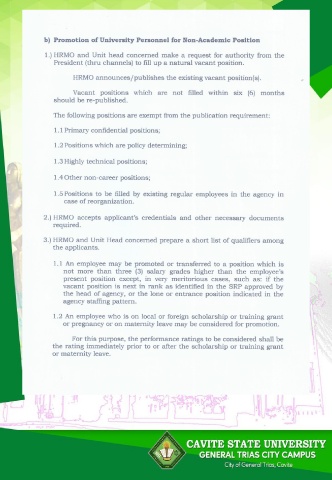 b) Promotion of University Personnel for Non-Academic Position
1.) HRMO and Unit head concerned make a request for authority from the
President (thru channels) to fill up a natural vacant position.
HRMO announces/publishes the existing vacant position(s).
Vacant positions which are not filled within six (6) months
should be re-published.
The following positions are exempt from the publication requirement:
1.1 Primary confidential positions;
1.2 Positions which are policy determining;
1.3 Highly technical positions;
1.4 Other non-career positions;
1.5 Positions to be filled by existing regular employees in the agency in
case of reorganization.
2.) HRMO accepts applicant's credentials and other necessary documents
required.
3.) HRMO and Unit Head concerned prepare a short list of qualifiers among
the applicants.
1.1 An employee may be promoted or transferred to a position which is
not more than three (3) salary grades higher than the employee's
present position except, in very meritorious cases, such as: if the
vacant position is next in rank as identified in the SRP approved by
the head of agency, or the lone or entrance position indicated in the
agency staffing pattern.
1.2 An employee who is on local or foreign scholarship or training grant
or pregnancy or on maternity leave may be considered for promotion.
For this purpose, the performance ratings to be considered shall be
the rating immediately prior to or after the scholarship or training grant
or maternity leave.
CAVITE STATE UNIVERSITY
GENERAL TRIAS CITY CAMPUS
City of General Trias, Cavite